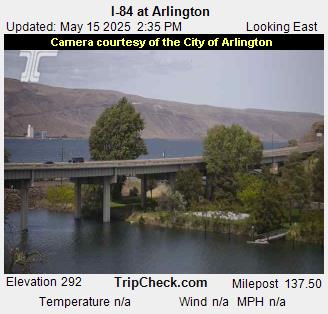 I-84 at Arlington
Updated: May 15 2025 2:35 PM Looking East
Camera courtesy of the City of Arlington
Elevation 292 TripCheck.com Milepost 137.50
Temperature n/a Wind n/a MPH n/a